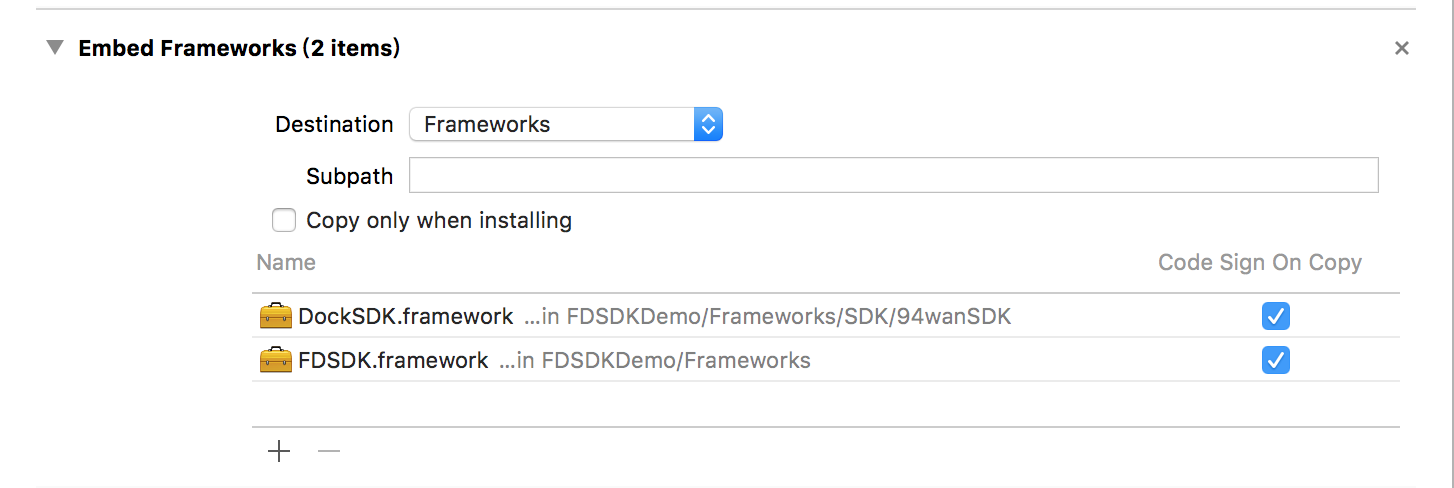 Embed Frameworks (2 items)
Destination Frameworks
Subpath
Copy only when installing
Name Code Sign On Copy
DockSDK.framework ...in FDSDKDemo/Frameworks/SDK/94wanSDK
FDSDK.framework ...in FDSDKDemo/Frameworks